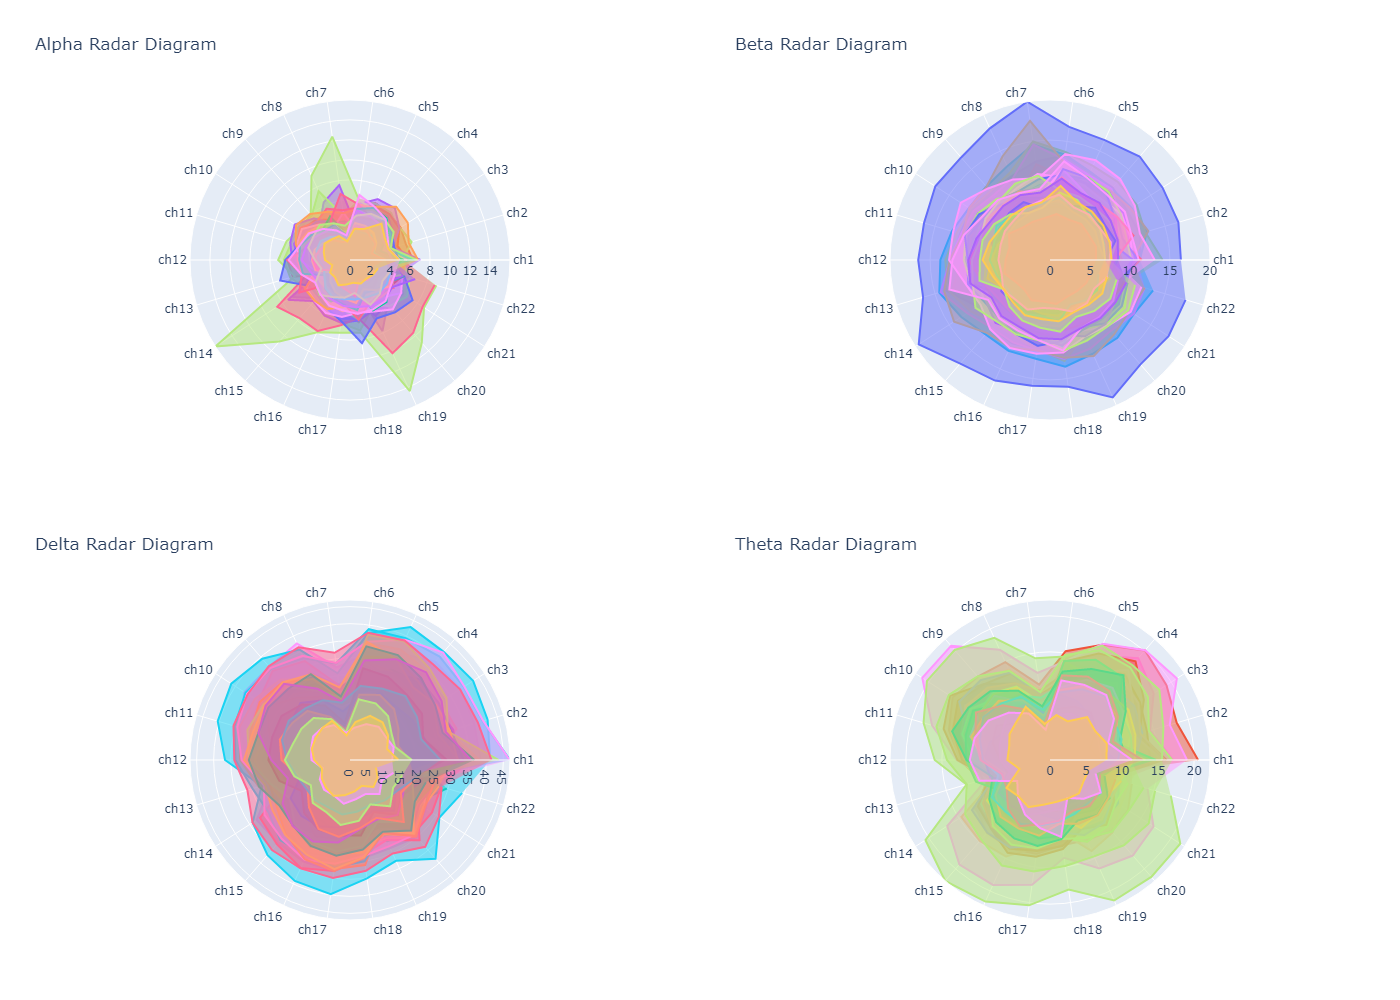 Alpha Radar Diagram
ch7
ch6
ch8
ch5
ch9
ch4
ch10
ch3
ch11
ch2
ch12
0 2 4 6 8 10 12 14
ch1
ch13
ch22
ch14
ch21
ch15
ch20
ch16
ch19
ch17
ch18
Beta Radar Diagram
ch7
ch6
ch8
ch5
ch9
ch4
ch10
ch3
ch11
ch2
ch12
0 5 10 15 20
ch1
ch13
ch22
ch14
ch21
ch15
ch20
ch16
ch19
ch17
ch18
Delta Radar Diagram
ch7
ch6
ch8
ch5
ch9
ch4
ch10
ch3
ch11
ch2
ch12
0 5 10 15 20 25 30 35 40 45
ch1
ch13
ch22
ch14
ch21
ch15
ch20
ch16
ch19
ch17
ch18
Theta Radar Diagram
ch7
ch6
ch8
ch5
ch9
ch4
ch10
ch3
ch11
ch2
ch12
0 5 10 15 20
ch1
ch13
ch22
ch14
ch21
ch15
ch20
ch16
ch19
ch17
ch18